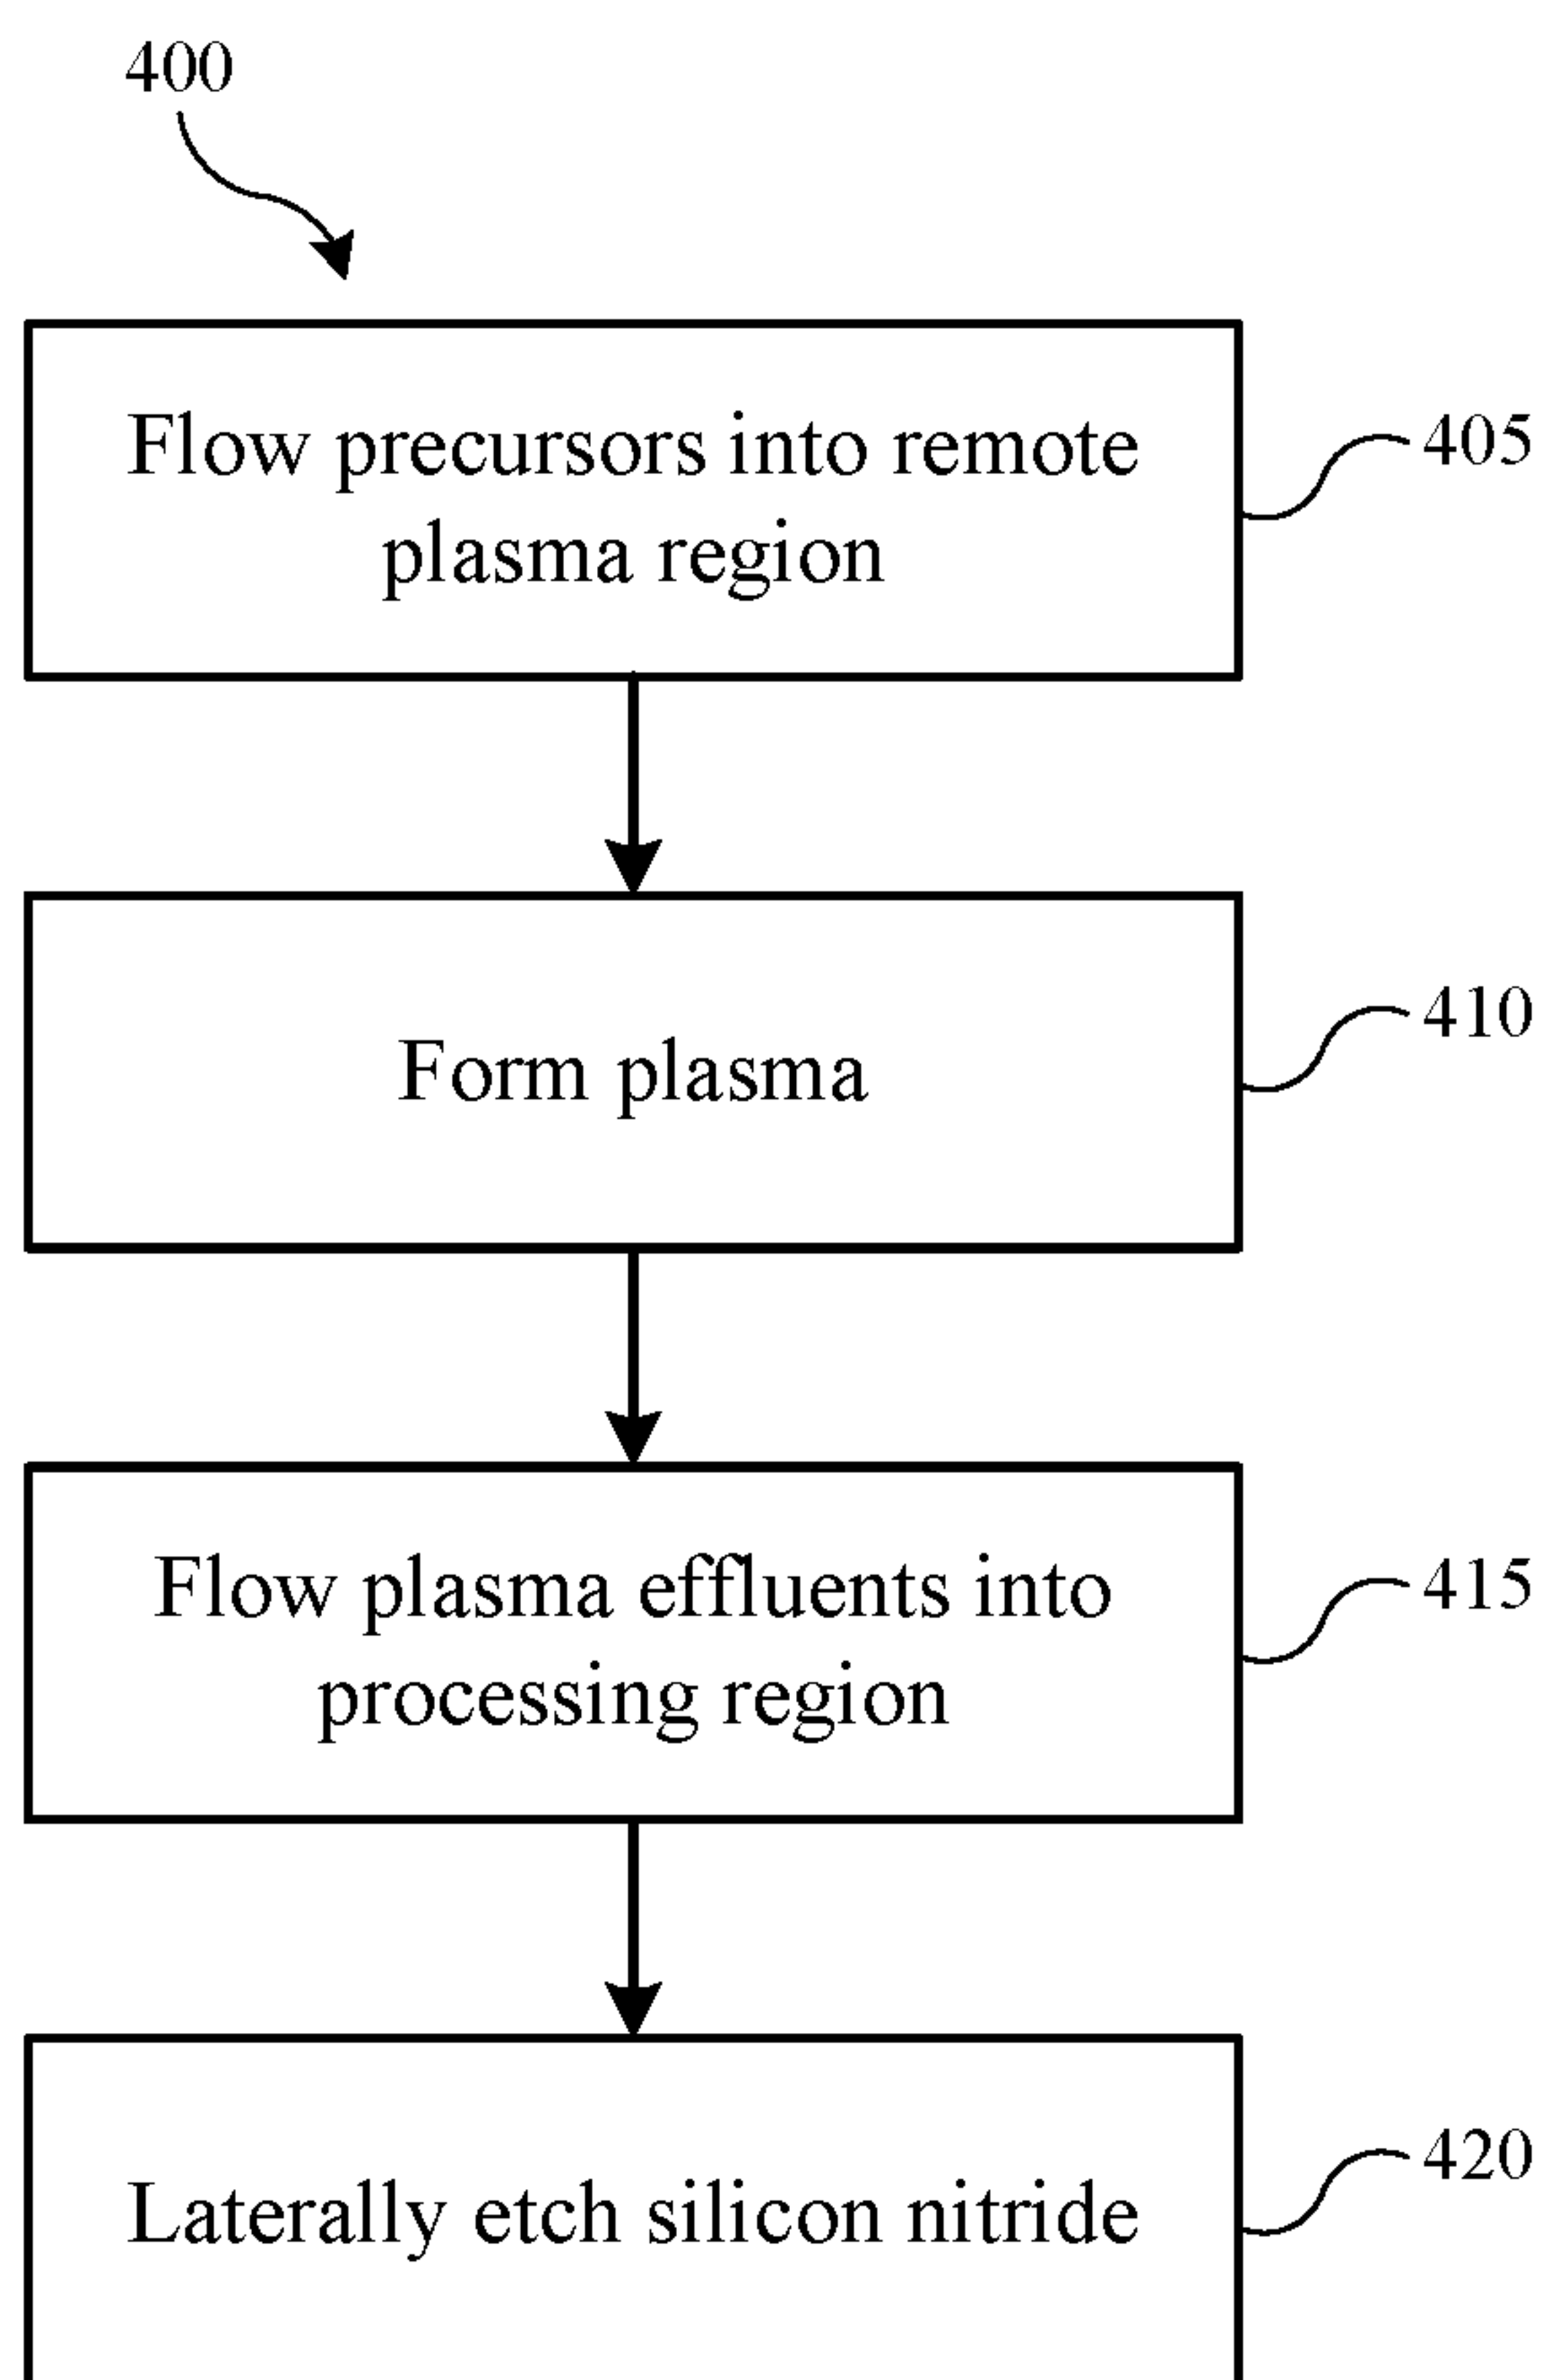 400
Flow precursors into remote
plasma region
405
Form plasma
410
Flow plasma effluents into
processing region
415
Laterally etch silicon nitride
420